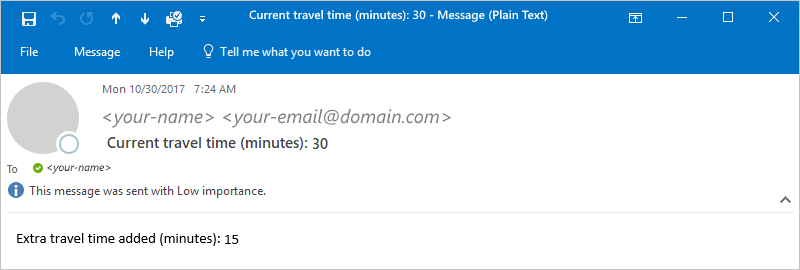 Current travel time (minutes): 30 - Message (Plain Text)
File Message Help Tell me what you want to do
Mon 10/30/2017 7:24 AM
<your-name> <your-email@domain.com>
Current travel time (minutes): 30
To <your-name>
This message was sent with Low importance.
Extra travel time added (minutes): 15